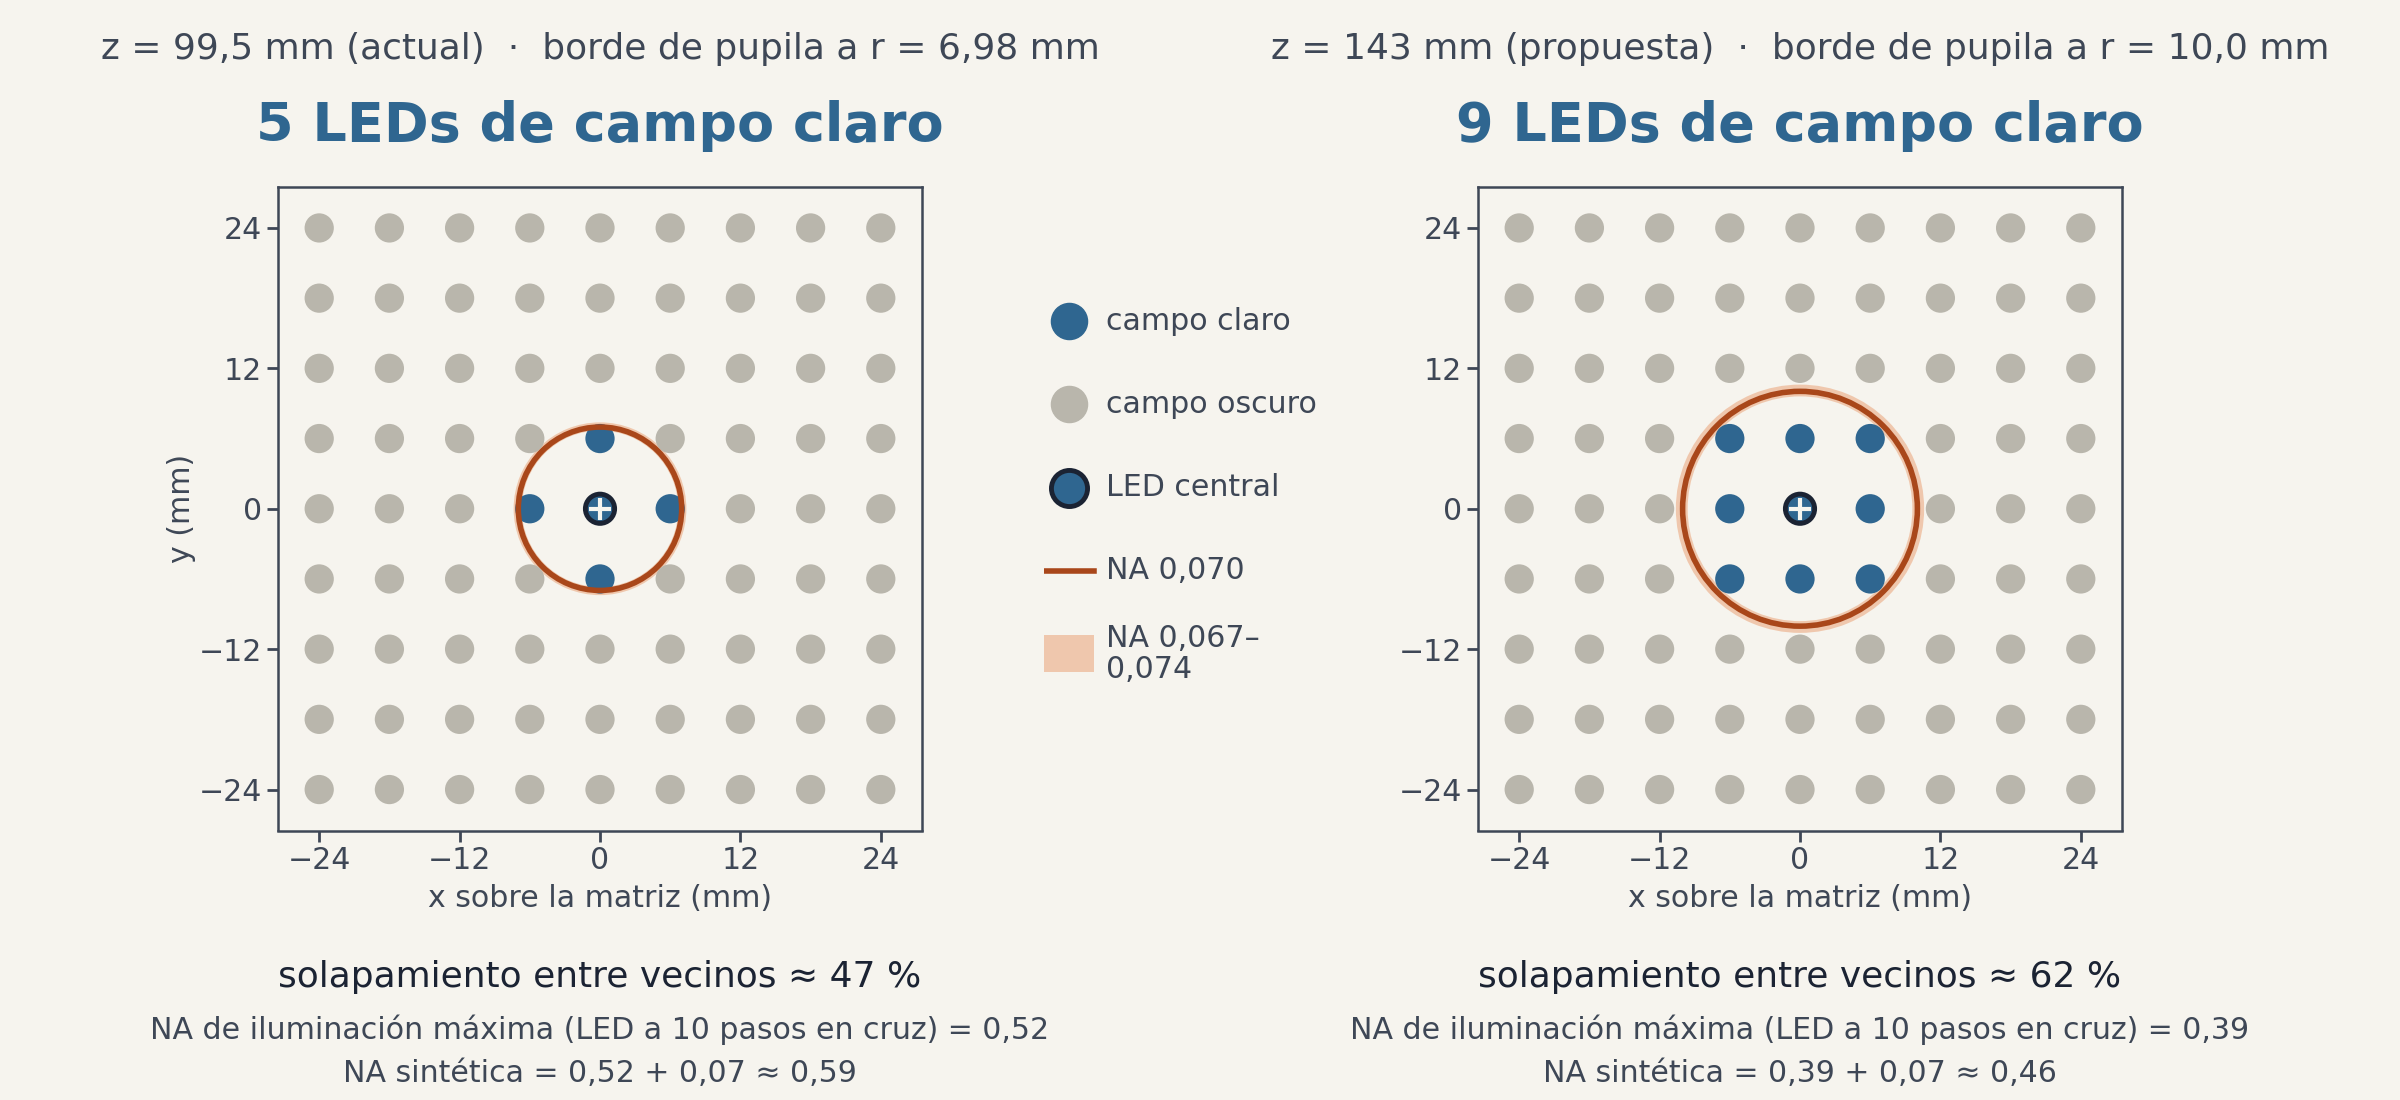 z = 99,5 mm (actual) · borde de pupila a r = 6,98 mm
5 LEDs de campo claro
24
12
0
−12
−24
y (mm)
−24 −12 0 12 24
x sobre la matriz (mm)
solapamiento entre vecinos ≈ 47 %
NA de iluminación máxima (LED a 10 pasos en cruz) = 0,52
NA sintética = 0,52 + 0,07 ≈ 0,59
campo claro
campo oscuro
LED central
NA 0,070
NA 0,067–
0,074
z = 143 mm (propuesta) · borde de pupila a r = 10,0 mm
9 LEDs de campo claro
24
12
0
−12
−24
−24 −12 0 12 24
x sobre la matriz (mm)
solapamiento entre vecinos ≈ 62 %
NA de iluminación máxima (LED a 10 pasos en cruz) = 0,39
NA sintética = 0,39 + 0,07 ≈ 0,46